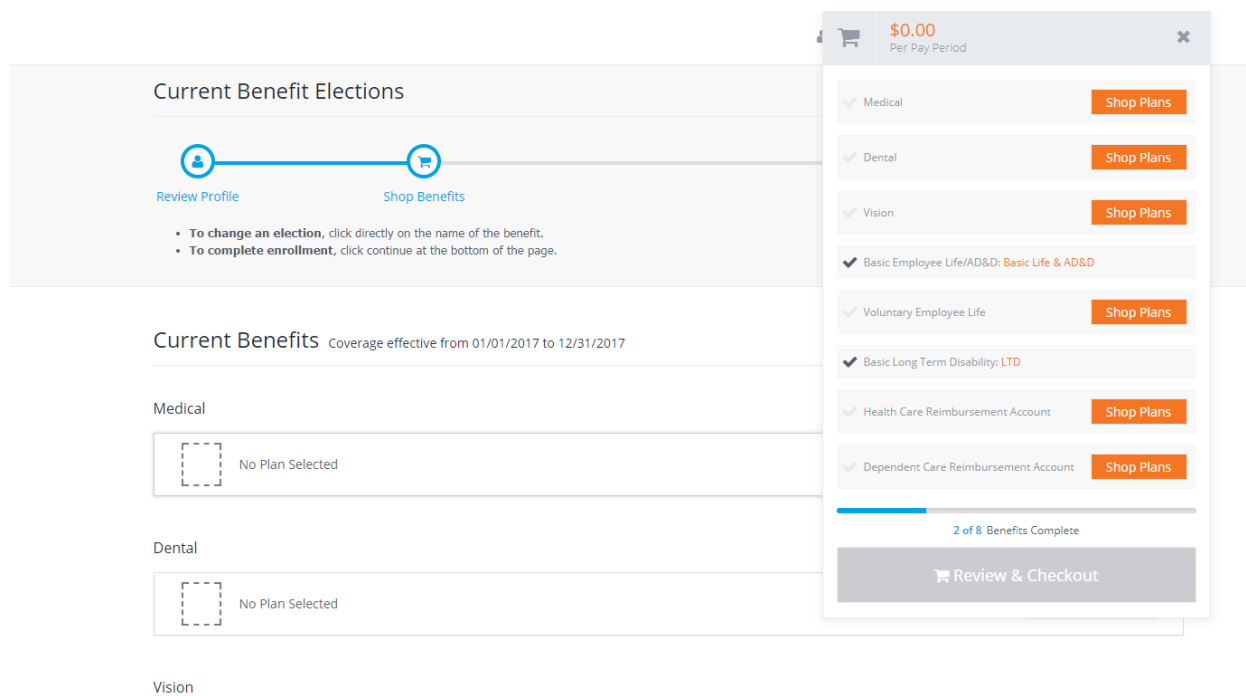 $0.00
Per Pay Period
Current Benefit Elections
Review Profile
Shop Benefits
• To change an election, click directly on the name of the benefit.
• To complete enrollment, click continue at the bottom of the page.
Current Benefits Coverage effective from 01/01/2017 to 12/31/2017
Medical
No Plan Selected
Dental
No Plan Selected
Vision
Medical Shop Plans
Dental Shop Plans
Vision Shop Plans
Basic Employee Life/AD&D: Basic Life & AD&D
Voluntary Employee Life Shop Plans
Basic Long Term Disability: LTD
Health Care Reimbursement Account Shop Plans
Dependent Care Reimbursement Account Shop Plans
2 of 8 Benefits Complete
Review & Checkout